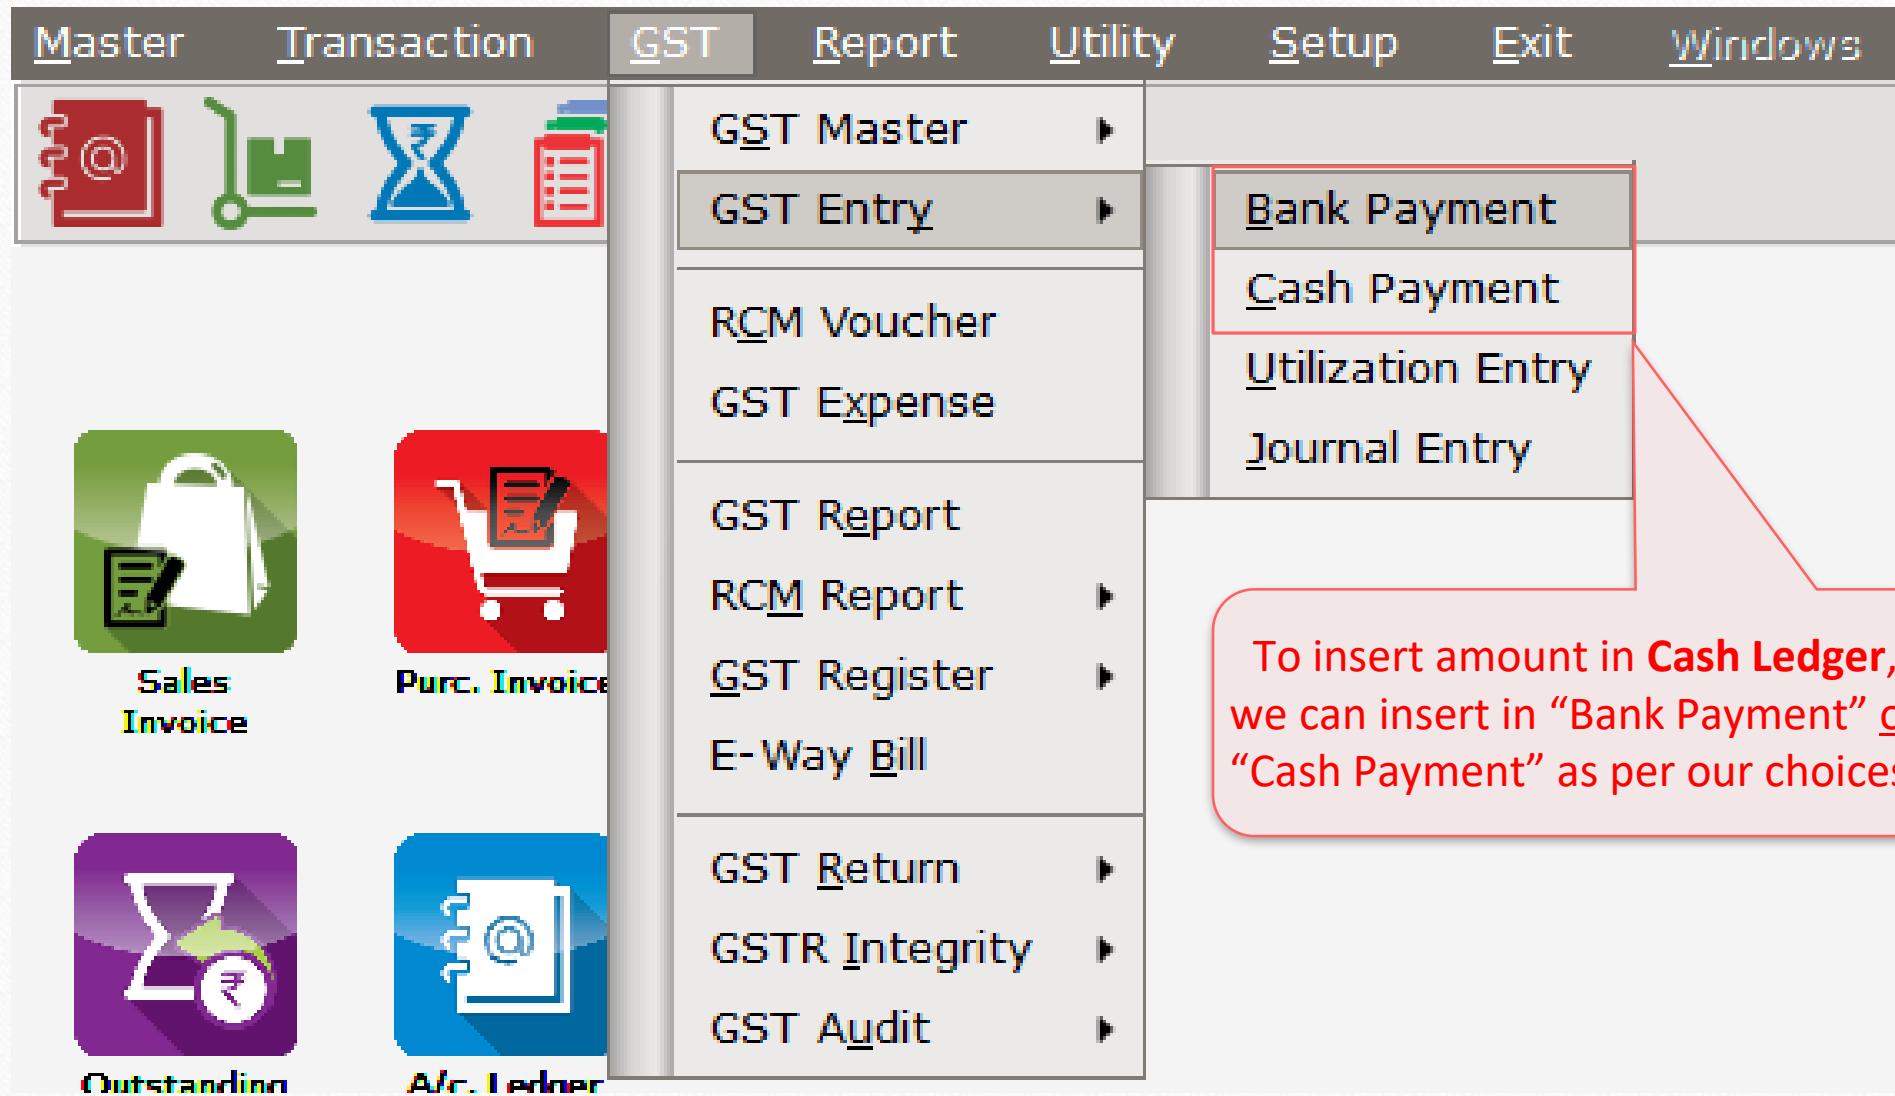 Master Transaction GST Report Utility Setup Exit Windows
GST Master
GST Entry
RCM Voucher
GST Expense
GST Report
RCM Report
GST Register
E-Way Bill
GST Return
GSTR Integrity
GST Audit
Bank Payment
Cash Payment
Utilization Entry
Journal Entry
To insert amount in Cash Ledger,
we can insert in “Bank Payment”
“Cash Payment” as per our choices
Sales
Invoice
Purc. Invoice
Outstanding
A/c. Ledger